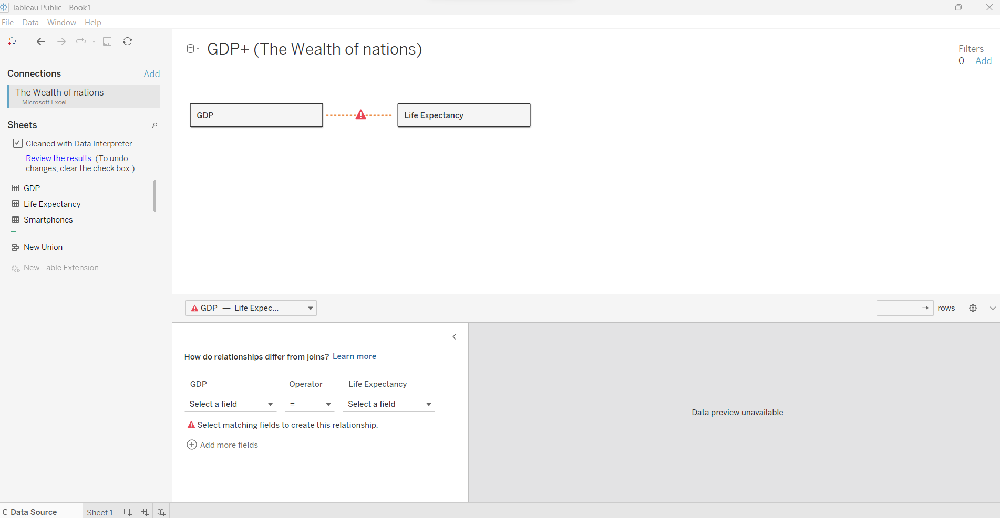 Tableau Public - Book1
File Data Window Help
Connections Add
The Wealth of nations
Microsoft Excel
Sheets
Cleaned with Data Interpreter
Review the results. (To undo
changes, clear the check box.)
GDP
Life Expectancy
Smartphones
New Union
New Table Extension
GDP+ (The Wealth of nations)
Filters
0 Add
GDP
Life Expectancy
GDP — Life Expec...
rows
How do relationships differ from joins? Learn more
GDP Operator Life Expectancy
Select a field = Select a field
Select matching fields to create this relationship.
Add more fields
Data preview unavailable
Data Source Sheet 1